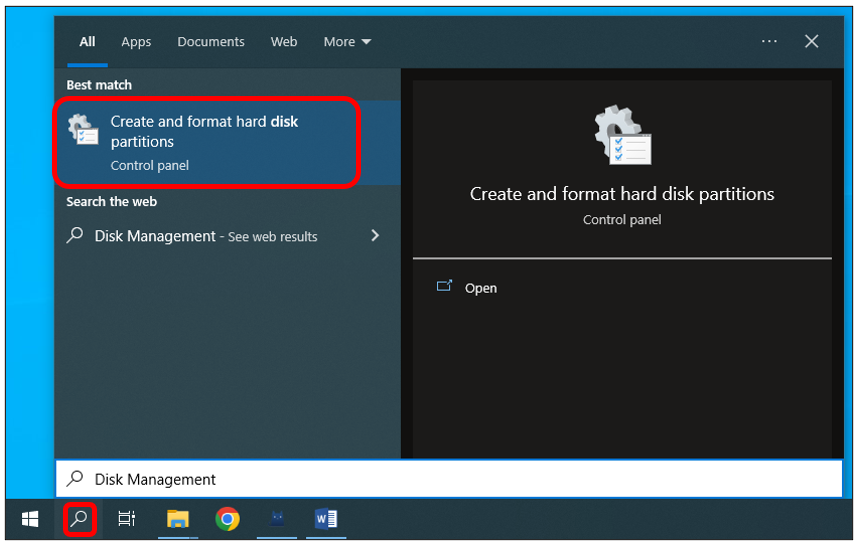 All Apps Documents Web More ...
Best match
Create and format hard disk
partitions
Control panel
Search the web
Disk Management - See web results
Create and format hard disk partitions
Control panel
Open
Disk Management